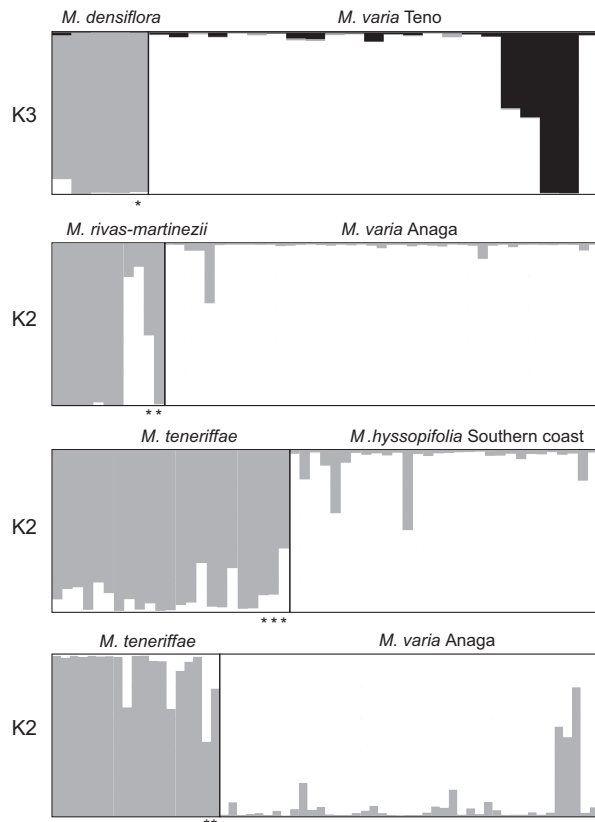 M. densiflora M. varia Teno
K3
*
M. rivas-martinezii M. varia Anaga
K2
* *
M. teneriffae M.hyssopifolia Southern coast
K2
* * *
M. teneriffae M. varia Anaga
K2
**